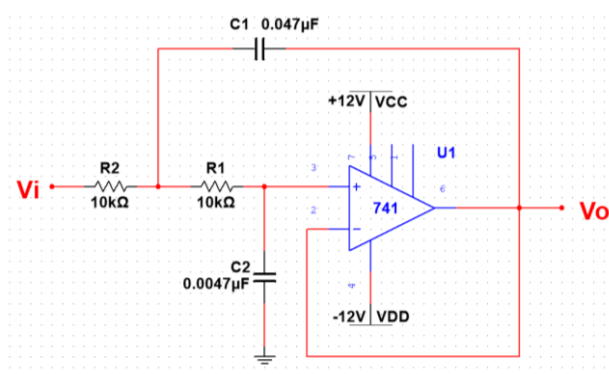 C1 0.047µF
+12V VCC
U1
R2
R1
3
7
5
1
6
Vi
10kΩ
10kΩ
+
741
Vo
2
-
C2
0.0047µF
4
-12V VDD